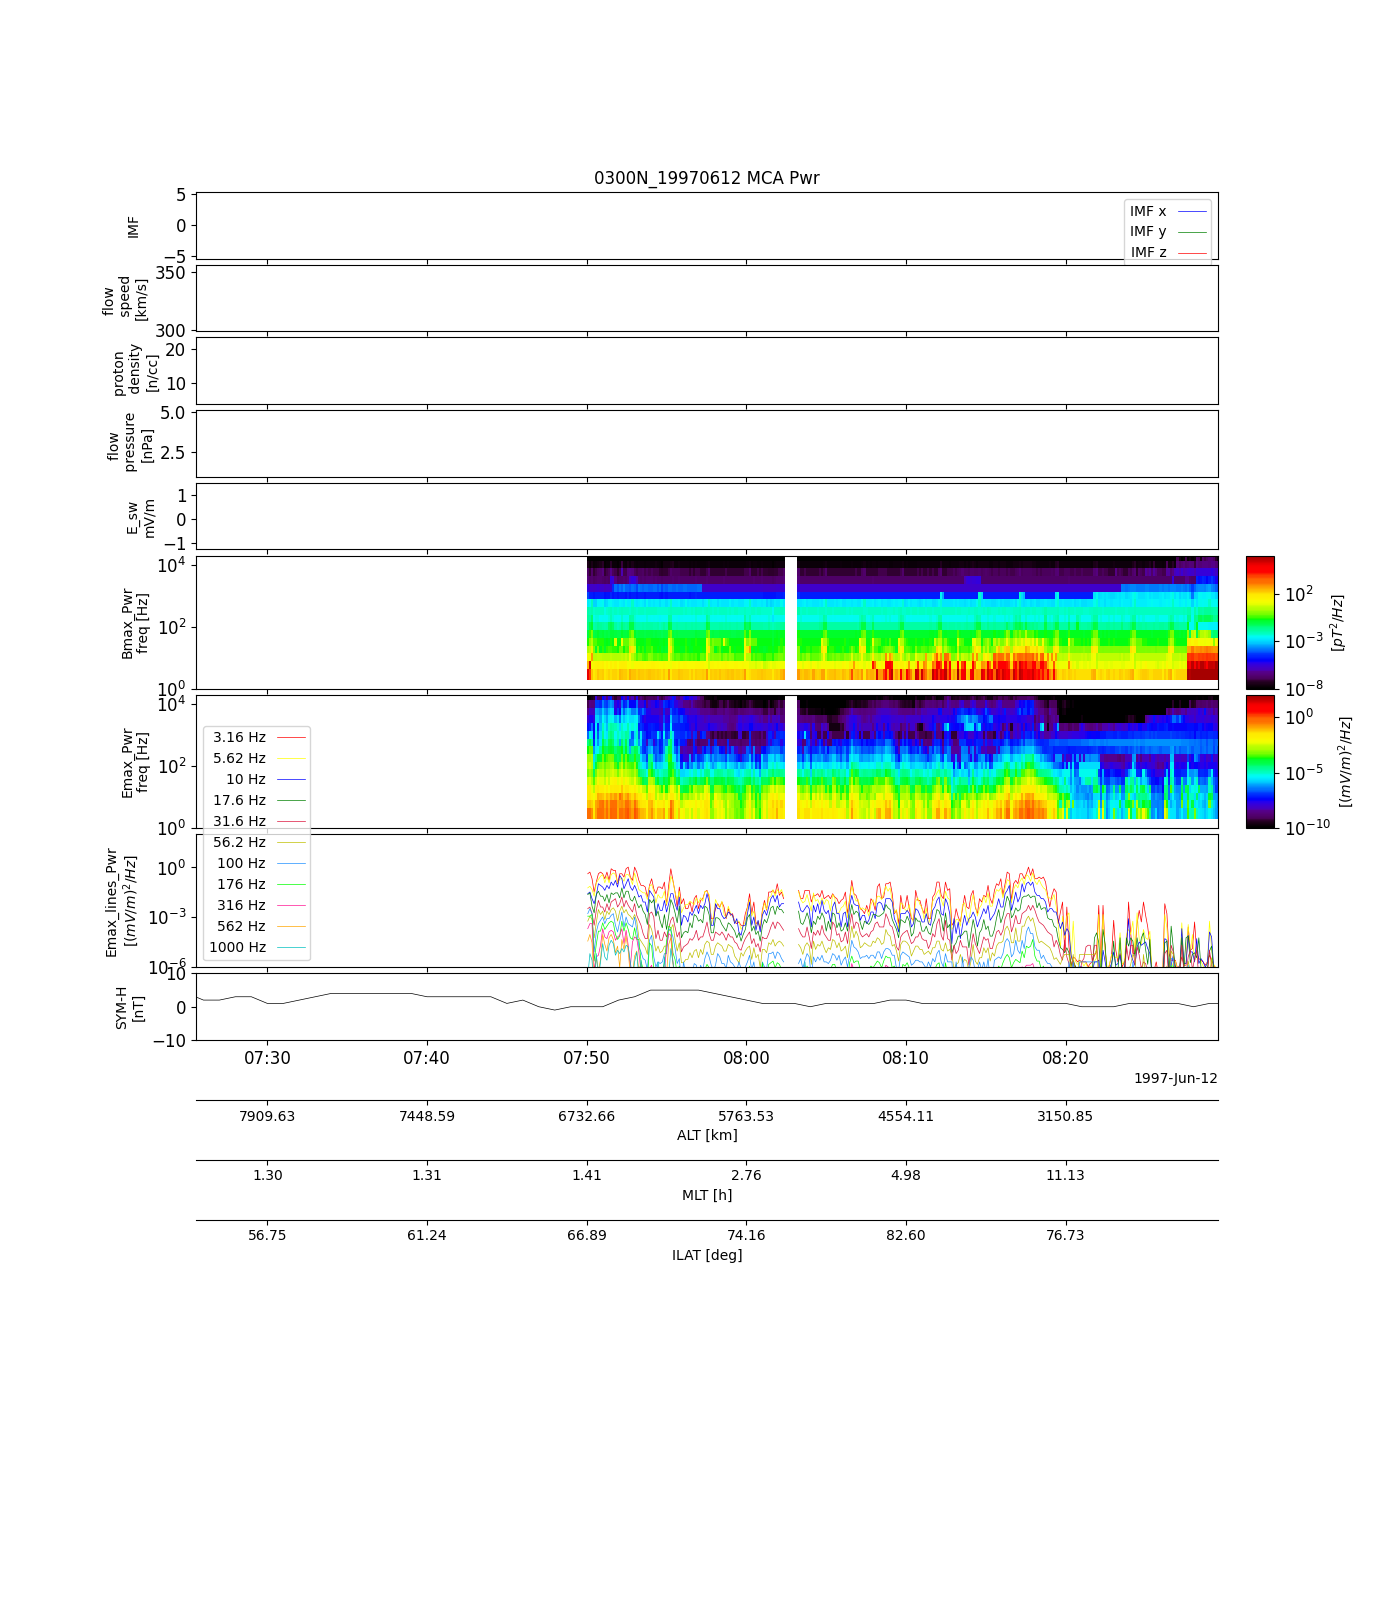 0300N_19970612 MCA Pwr
5
0
−5
IMF
IMF x
IMF y
IMF z
350
300
flow
speed
[km/s]
20
10
proton
density
[n/cc]
5.0
2.5
flow
pressure
[nPa]
1
0
−1
E_sw
mV/m
10^4
10^2
10^0
Bmax_Pwr
freq [Hz]
10^2
10^−3
10^−8
[pT^2/Hz]
10^4
10^2
10^0
Emax_Pwr
freq [Hz]
10^0
10^−5
10^−10
[(mV/m)^2/Hz]
3.16 Hz
5.62 Hz
10 Hz
17.6 Hz
31.6 Hz
56.2 Hz
100 Hz
176 Hz
316 Hz
562 Hz
1000 Hz
10^0
10^−3
10^−6
Emax_lines_Pwr
[(mV/m)^2/Hz]
10
0
−10
SYM-H
[nT]
07:30 07:40 07:50 08:00 08:10 08:20
1997-Jun-12
7909.63 7448.59 6732.66 5763.53 4554.11 3150.85
ALT [km]
1.30 1.31 1.41 2.76 4.98 11.13
MLT [h]
56.75 61.24 66.89 74.16 82.60 76.73
ILAT [deg]